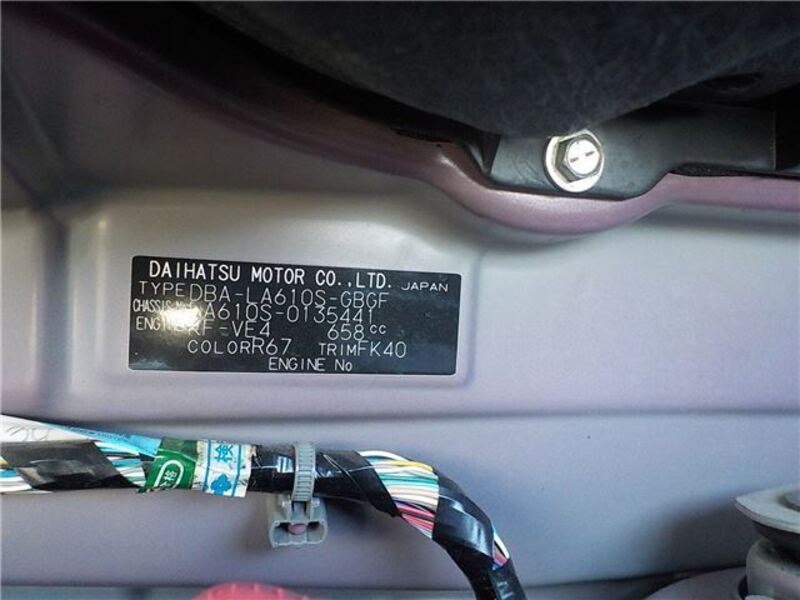 DAIHATSU MOTOR CO.,LTD. JAPAN
TYPE DBA-LA610S-GBGF
CHASSIS No LA610S-0135441
ENGINE KF-VE4 658cc
COLOR R67 TRIM FK40
ENGINE No
検